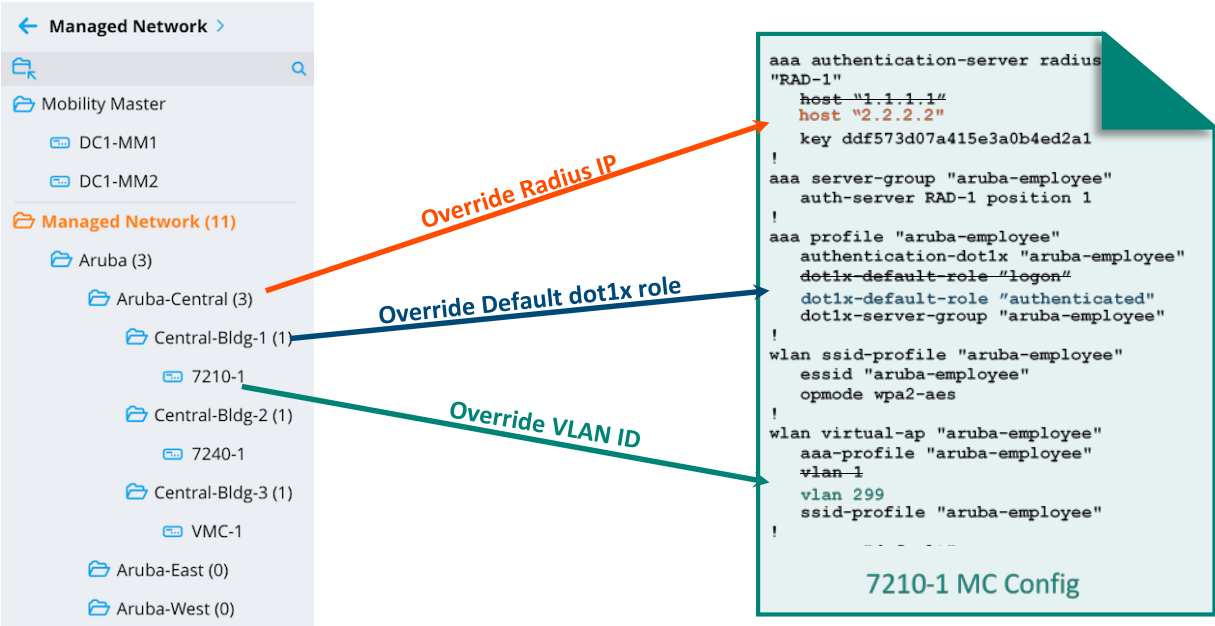 Managed Network
Mobility Master
DC1-MM1
DC1-MM2
Managed Network (11)
Aruba (3)
Aruba-Central (3)
Central-Bldg-1 (1)
7210-1
Central-Bldg-2 (1)
7240-1
Central-Bldg-3 (1)
VMC-1
Aruba-East (0)
Aruba-West (0)
Override Radius IP
Override Default dot1x role
Override VLAN ID
aaa authentication-server radius
"RAD-1"
host “1.1.1.1”
host “2.2.2.2"
key ddf573d07a415e3a0b4ed2a1
!
aaa server-group "aruba-employee"
auth-server RAD-1 position 1
!
aaa profile "aruba-employee"
authentication-dot1x "aruba-employee"
dot1x-default-role ”logon”
dot1x-default-role ”authenticated"
dot1x-server-group "aruba-employee"
!
wlan ssid-profile "aruba-employee"
essid "aruba-employee"
opmode wpa2-aes
!
wlan virtual-ap "aruba-employee"
aaa-profile "aruba-employee"
vlan 1
vlan 299
ssid-profile "aruba-employee"
!
7210-1 MC Config